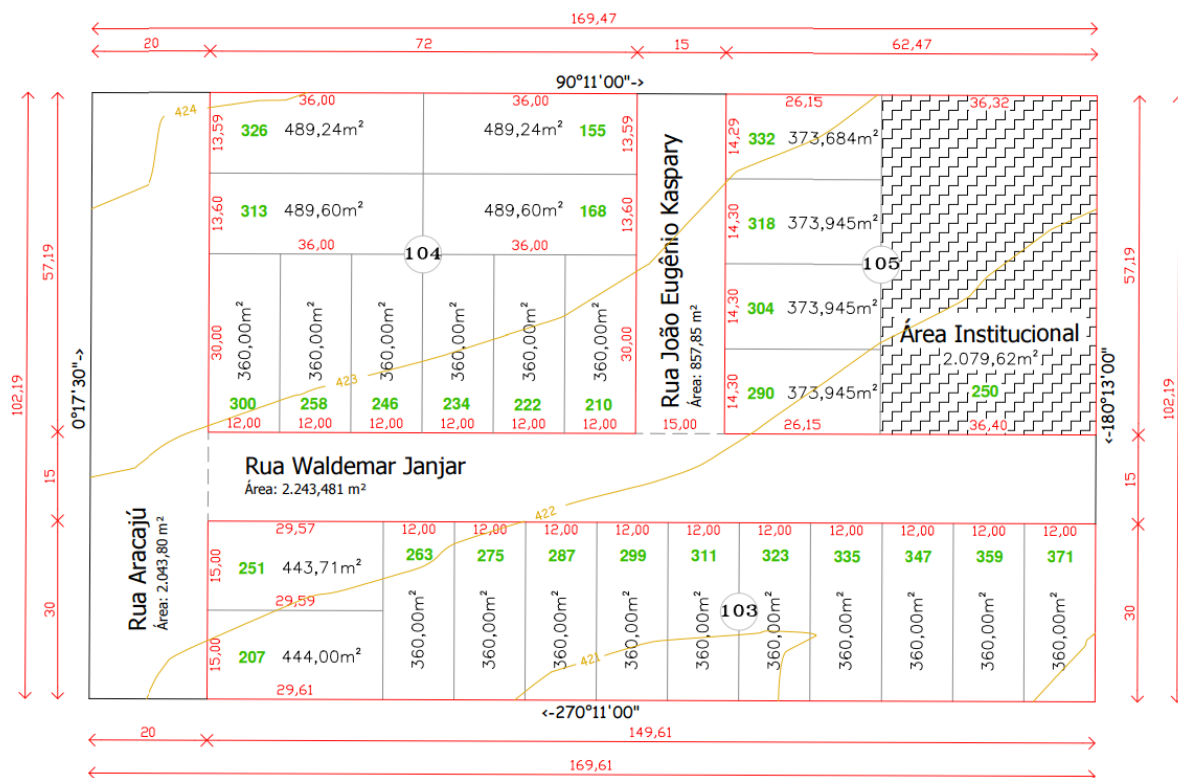 169,47
20 72 15 62,47
90°11'00"->
36,00 36,00 26,15 36,32
424
13,59 326 489,24m² 489,24m² 155 13,59 14,29 332 373,684m²
13,60 313 489,60m² 489,60m² 168 13,60 14,30 318 373,945m²
36,00 36,00
104
105
57,19
57,19
Rua João Eugênio Kaspary
Área: 857,85 m²
14,30 304 373,945m²
Área Institucional
2.079,62m²
250
14,30 290 373,945m²
30,00 360,00m² 360,00m² 360,00m² 360,00m² 360,00m² 360,00m² 30,00
423
300 258 246 234 222 210
12,00 12,00 12,00 12,00 12,00 12,00 15,00 26,15 36,40
0°17'30"->
<-180°13'00"
102,19
102,19
15
15
Rua Waldemar Janjar
Área: 2.243,481 m²
422
Rua Aracajú
Área: 2.043,80 m²
29,57 12,00 12,00 12,00 12,00 12,00 12,00 12,00 12,00 12,00 12,00
15,00 251 443,71m²
263 275 287 299 311 323 335 347 359 371
29,59
30
30
103
360,00m² 360,00m² 360,00m² 360,00m² 360,00m² 360,00m² 360,00m² 360,00m² 360,00m² 360,00m²
15,00 207 444,00m²
421
29,61
<-270°11'00"
20 149,61
169,61